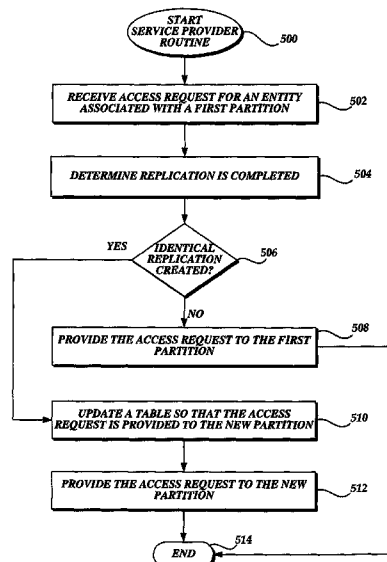 START
SERVICE PROVIDER
ROUTINE
500
RECEIVE ACCESS REQUEST FOR AN ENTITY
ASSOCIATED WITH A FIRST PARTITION
502
DETERMINE REPLICATION IS COMPLETED
504
YES
IDENTICAL
REPLICATION
CREATED?
506
NO
PROVIDE THE ACCESS REQUEST TO THE FIRST
PARTITION
508
UPDATE A TABLE SO THAT THE ACCESS
REQUEST IS PROVIDED TO THE NEW PARTITION
510
PROVIDE THE ACCESS REQUEST TO THE NEW
PARTITION
512
END
514